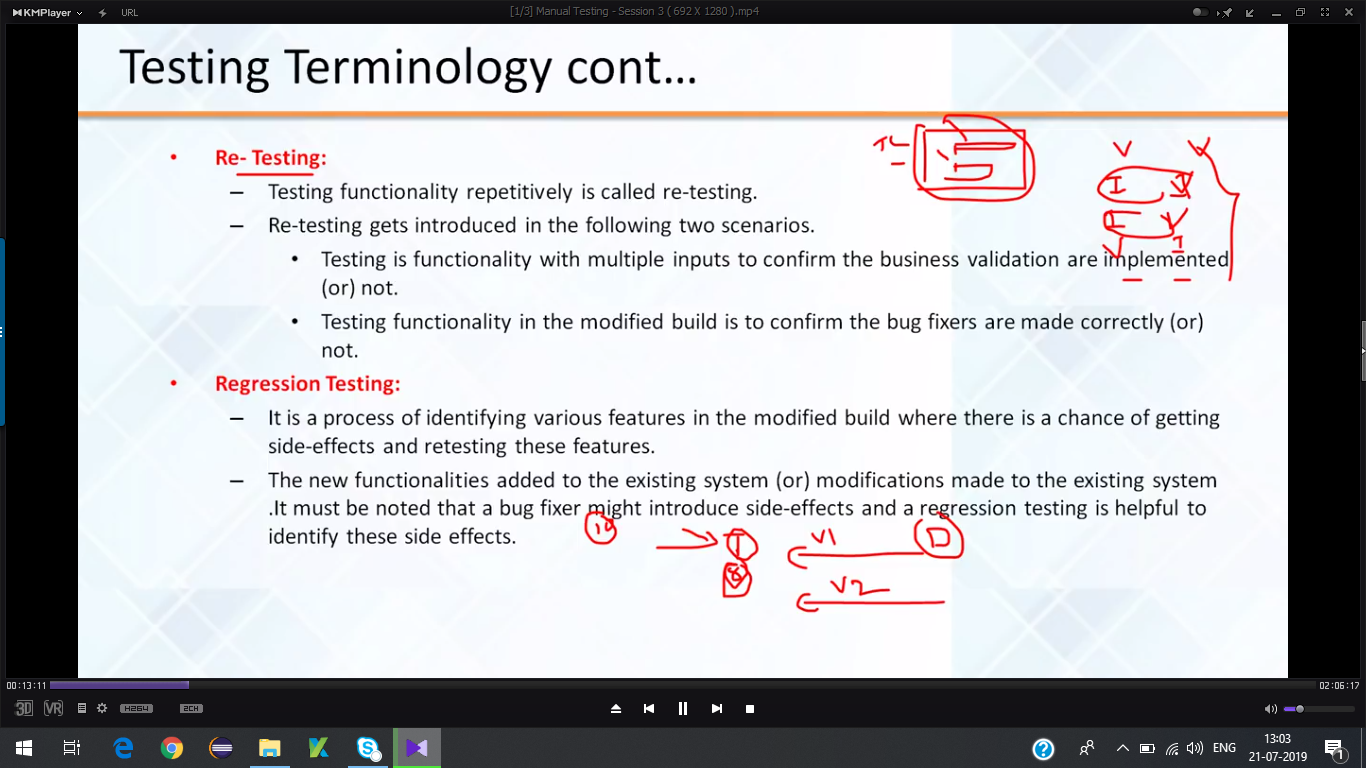 KMPlayer
URL
[1/3] Manual Testing - Session 3 ( 692 X 1280 ).mp4
Testing Terminology cont…
• Re- Testing:
– Testing functionality repetitively is called re-testing.
– Re-testing gets introduced in the following two scenarios.
• Testing is functionality with multiple inputs to confirm the business validation are implemented
(or) not.
• Testing functionality in the modified build is to confirm the bug fixers are made correctly (or)
not.
• Regression Testing:
– It is a process of identifying various features in the modified build where there is a chance of getting
side-effects and retesting these features.
– The new functionalities added to the existing system (or) modifications made to the existing system
.It must be noted that a bug fixer might introduce side-effects and a regression testing is helpful to
identify these side effects.
V V
I V
I V
V I
10
T V1 D
8 V2
00:13:11
02:06:17
3D VR H264 2CH
ENG
13:03
21-07-2019
1